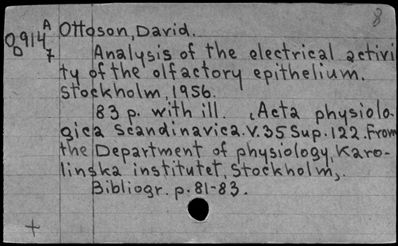 8
A
0914
D 7
Ottoson, David.
Analysis of the electrical activi
ty of the olfactory epithelium.
Stockholm, 1956.
83 p. with ill. (Acta physiolo-
gica Scandinavica. V. 35 Sup. 122. From
the Department of physiology, Karo-
linska institutet, Stockholm).
Bibliogr. p. 81-83.
+